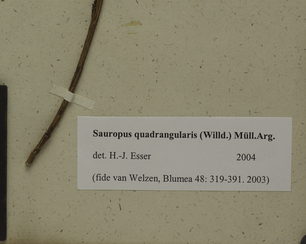 Sauropus quadrangularis (Willd.) Müll.Arg.
det. H.-J. Esser 2004
(fide van Welzen, Blumea 48: 319-391. 2003)